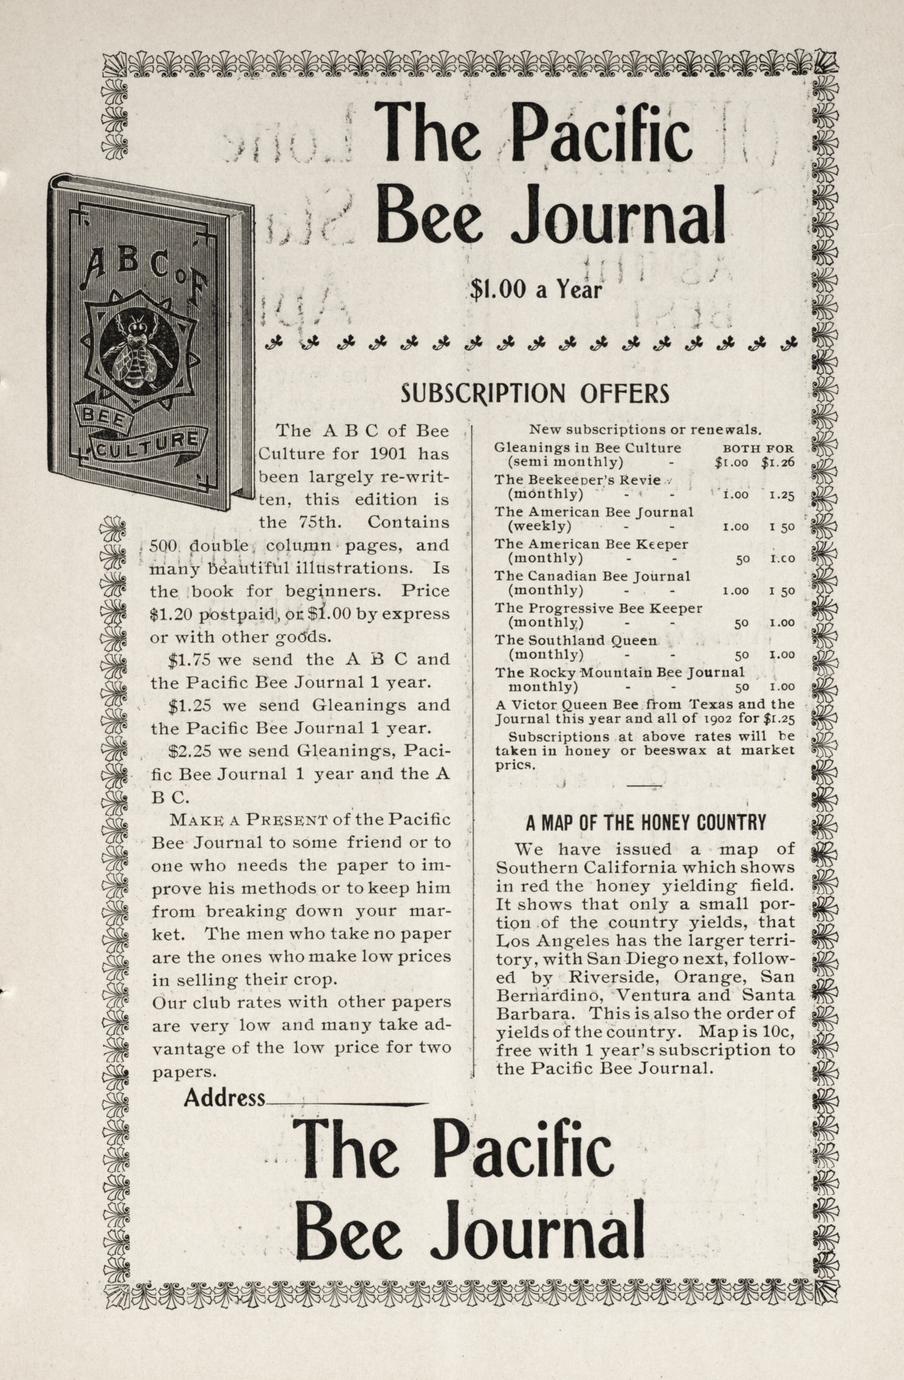 The Pacific
Bee Journal
$1.00 a Year
A B C OF
BEE
CULTURE
SUBSCRIPTION OFFERS
The A B C of Bee
Culture for 1901 has
been largely re-writ-
ten, this edition is
the 75th. Contains
500 double column pages, and
many beautiful illustrations. Is
the book for beginners. Price
$1.20 postpaid, or $1.00 by express
or with other goods.
$1.75 we send the A B C and
the Pacific Bee Journal 1 year.
$1.25 we send Gleanings and
the Pacific Bee Journal 1 year.
$2.25 we send Gleanings, Paci-
fic Bee Journal 1 year and the A
B C.
MAKE A PRESENT of the Pacific
Bee Journal to some friend or to
one who needs the paper to im-
prove his methods or to keep him
from breaking down your mar-
ket. The men who take no paper
are the ones who make low prices
in selling their crop.
Our club rates with other papers
are very low and many take ad-
vantage of the low price for two
papers.
New subscriptions or renewals.
Gleanings in Bee Culture BOTH FOR
(semi monthly) - $1.00 $1.26
The Beekeeper's Revie
(monthly) - - 1.00 1.25
The American Bee Journal
(weekly) - - 1.00 1 50
The American Bee Keeper
(monthly) - - 50 1.00
The Canadian Bee Journal
(monthly) - - 1.00 1 50
The Progressive Bee Keeper
(monthly) - - 50 1.00
The Southland Queen
(monthly) - - 50 1.00
The Rocky Mountain Bee Journal
monthly) - - 50 1.00
A Victor Queen Bee from Texas and the
Journal this year and all of 1902 for $1.25
Subscriptions at above rates will be
taken in honey or beeswax at market
prics.
A MAP OF THE HONEY COUNTRY
We have issued a map of
Southern California which shows
in red the honey yielding field.
It shows that only a small por-
tion of the country yields, that
Los Angeles has the larger terri-
tory, with San Diego next, follow-
ed by Riverside, Orange, San
Bernardino, Ventura and Santa
Barbara. This is also the order of
yields of the country. Map is 10c,
free with 1 year's subscription to
the Pacific Bee Journal.
Address
The Pacific
Bee Journal